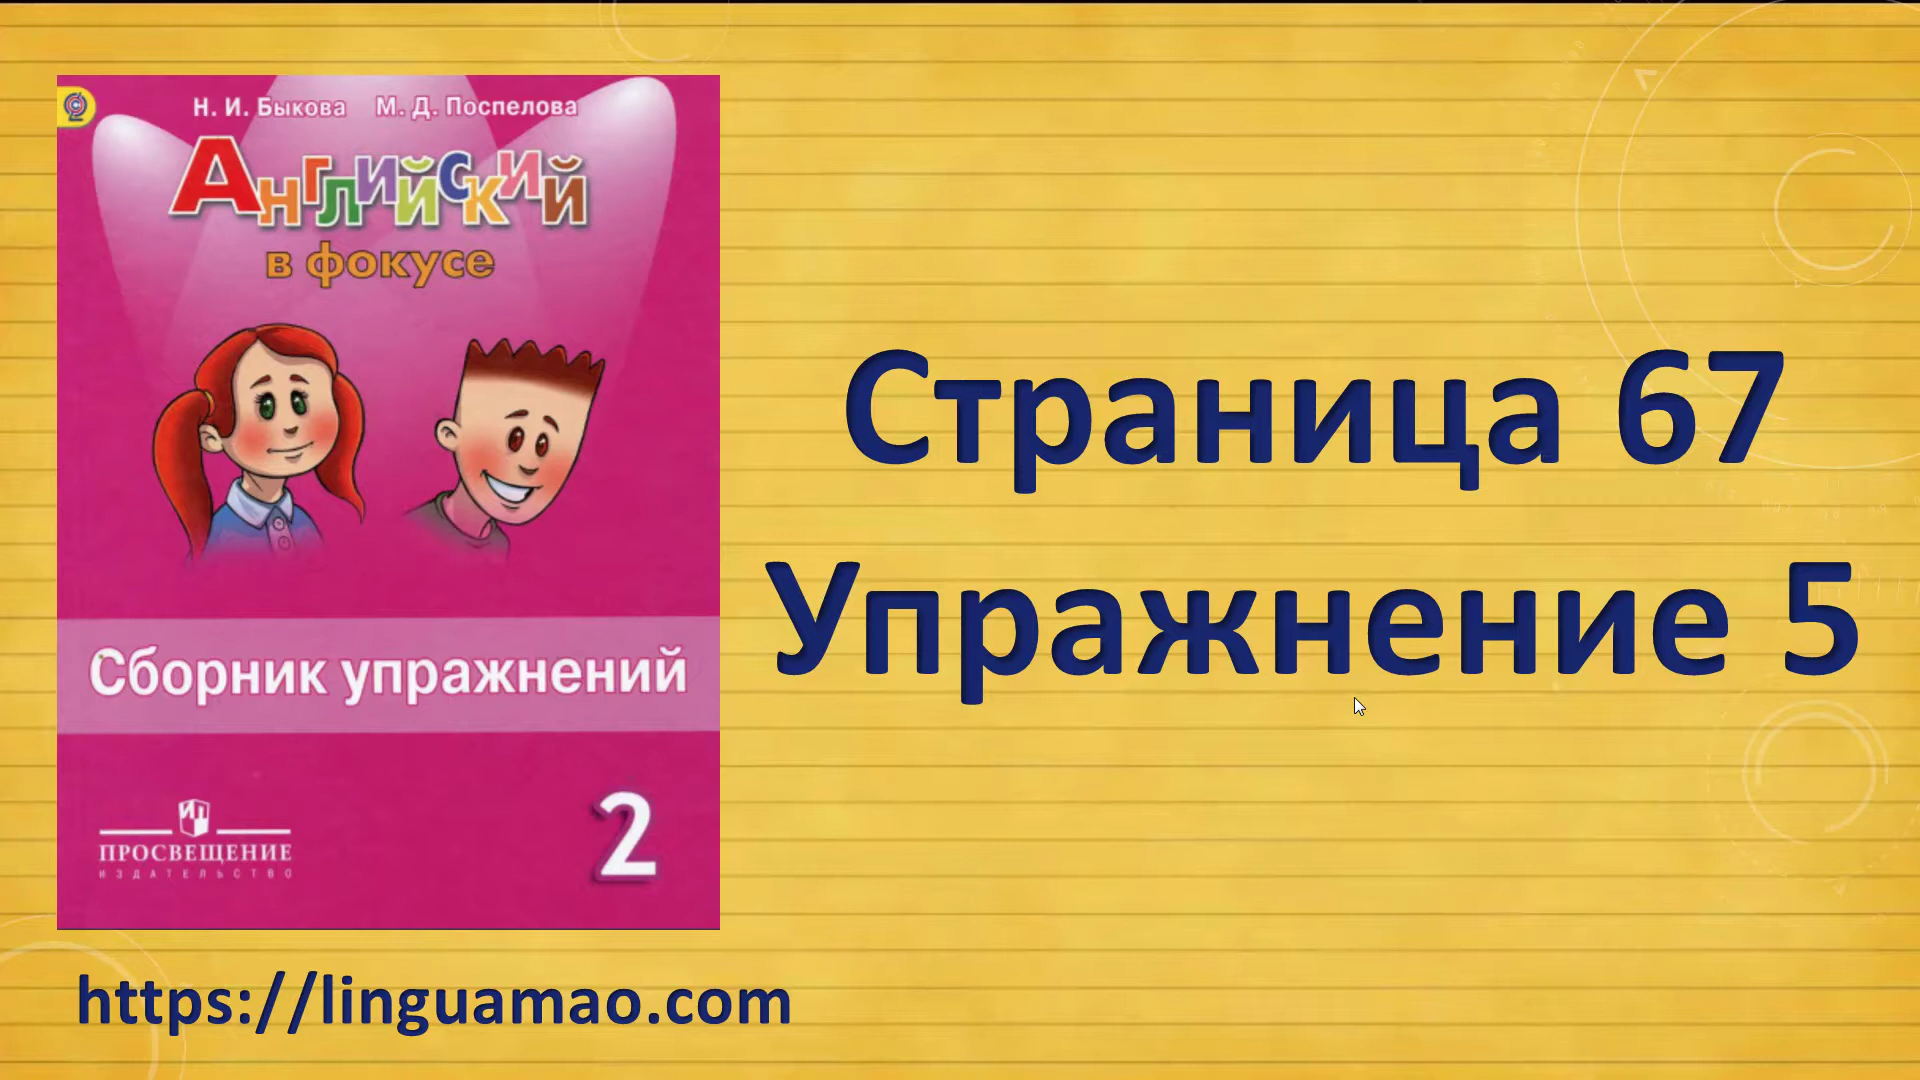 Н. И. Быкова М. Д. Поспелова
Английский
в фокусе
Сборник упражнений
2
ПРОСВЕЩЕНИЕ
ИЗДАТЕЛЬСТВО
Страница 67
Упражнение 5
https://linguamao.com